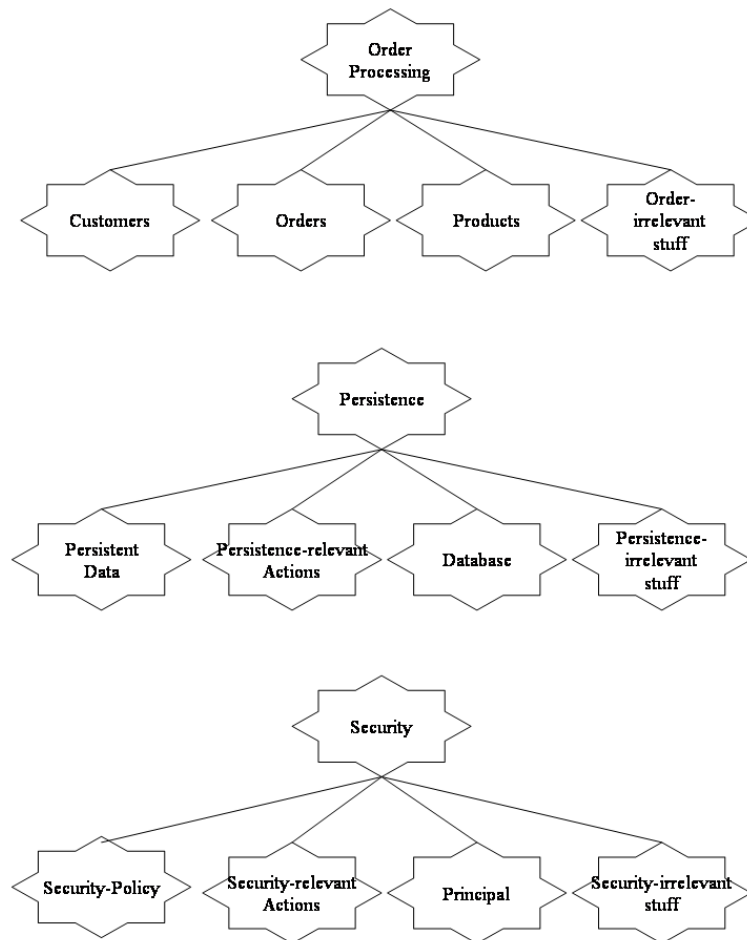 Order
Processing
Customers
Orders
Products
Order-
irrelevant
stuff
Persistence
Persistent
Data
Persistence-relevant
Actions
Database
Persistence-
irrelevant
stuff
Security
Security-Policy
Security-relevant
Actions
Principal
Security-irrelevant
stuff